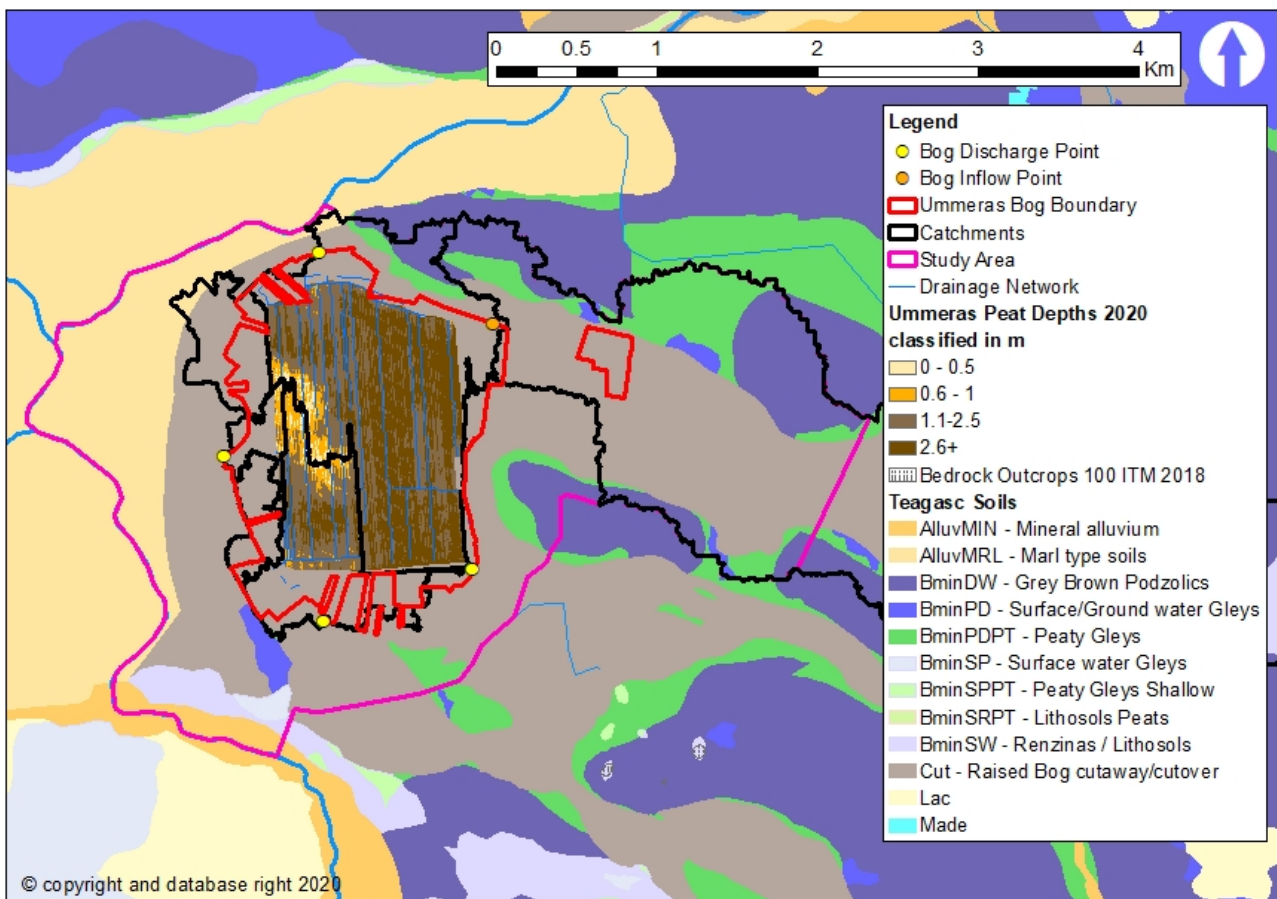 0 0.5 1 2 3 4
Km
Legend
Bog Discharge Point
Bog Inflow Point
Ummeras Bog Boundary
Catchments
Study Area
Drainage Network
Ummeras Peat Depths 2020
classified in m
0 - 0.5
0.6 - 1
1.1-2.5
2.6+
Bedrock Outcrops 100 ITM 2018
Teagasc Soils
AlluvMIN - Mineral alluvium
AlluvMRL - Marl type soils
BminDW - Grey Brown Podzolics
BminPD - Surface/Ground water Gleys
BminPDPT - Peaty Gleys
BminSP - Surface water Gleys
BminSPPT - Peaty Gleys Shallow
BminSRPT - Lithosols Peats
BminSW - Renzinas / Lithosols
Cut - Raised Bog cutaway/cutover
Lac
Made
© copyright and database right 2020